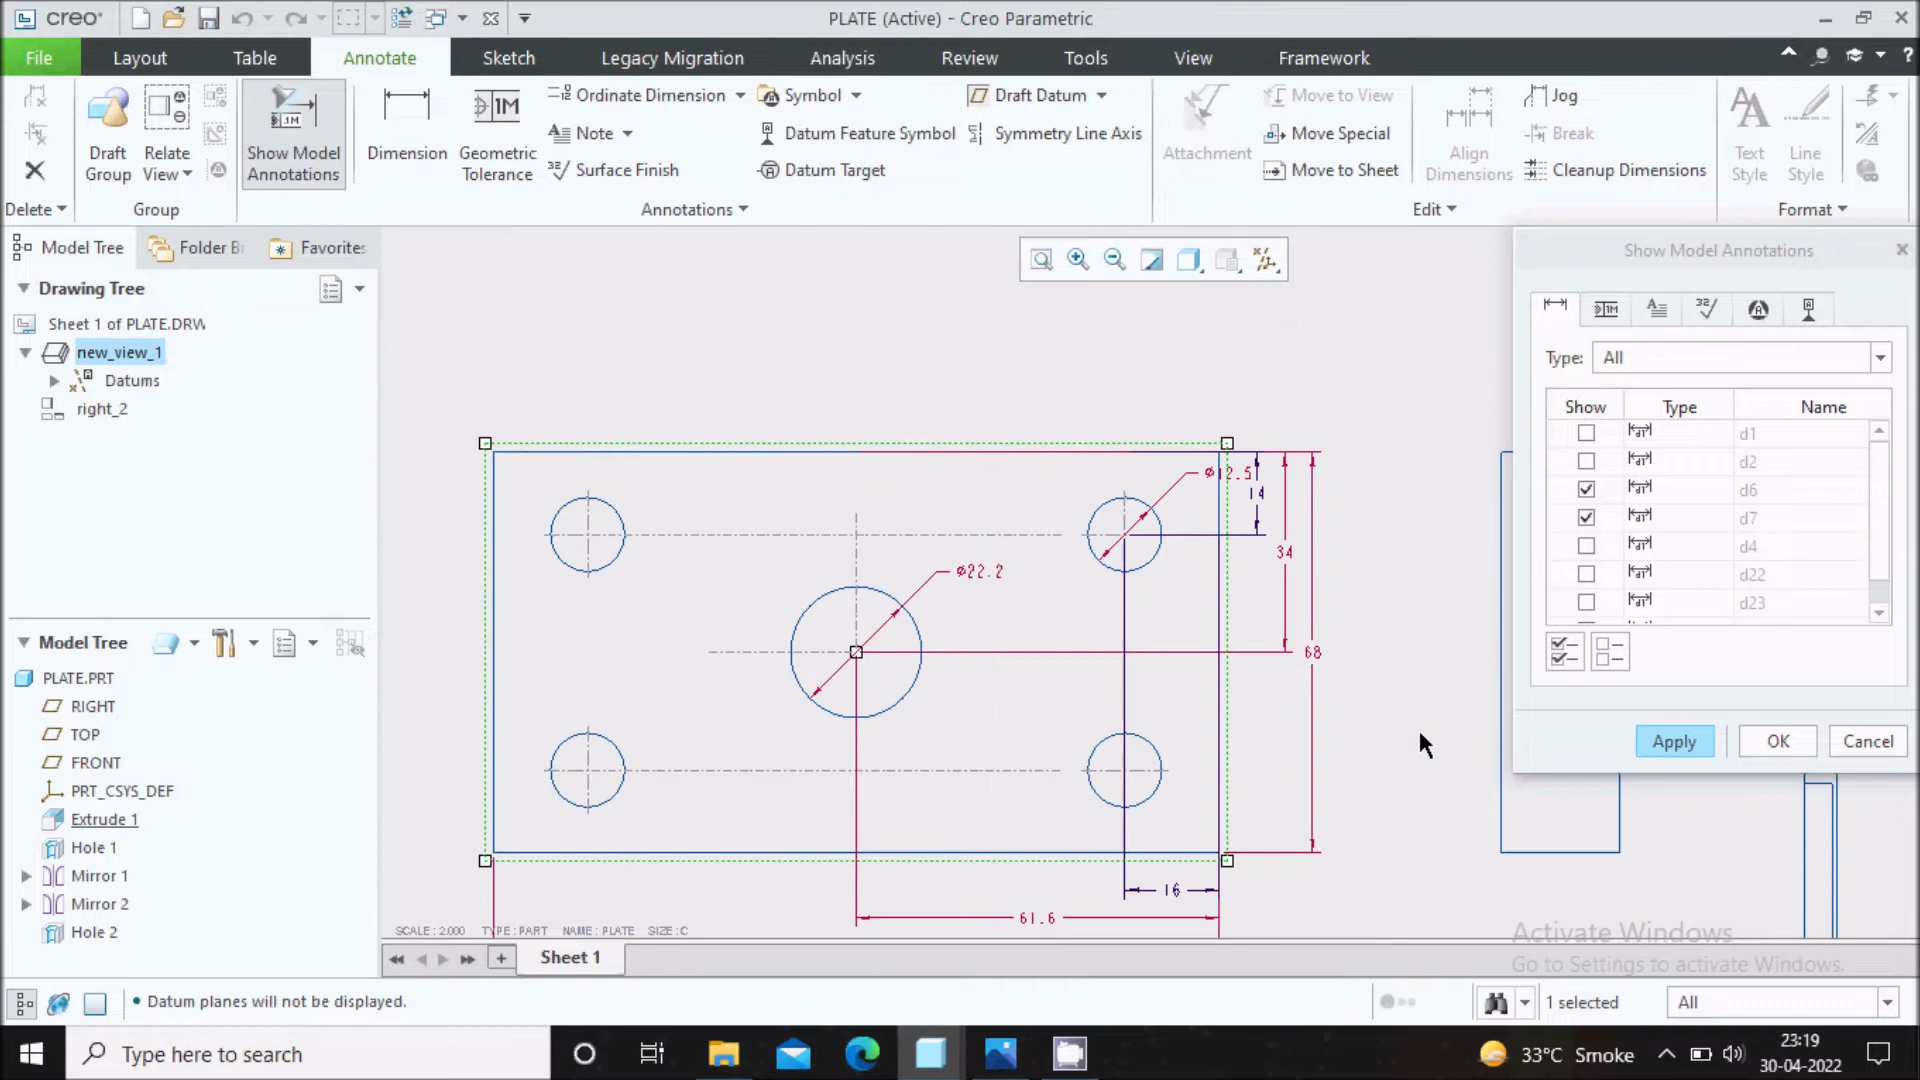 creo
PLATE (Active) - Creo Parametric
File
Layout
Table
Annotate
Sketch
Legacy Migration
Analysis
Review
Tools
View
Framework
Draft Group
Relate View
Show Model Annotations
Dimension
Geometric Tolerance
Ordinate Dimension
Note
Surface Finish
Symbol
Datum Feature Symbol
Datum Target
Draft Datum
Symmetry Line Axis
Attachment
Move to View
Move Special
Move to Sheet
Align Dimensions
Jog
Break
Cleanup Dimensions
Text Style
Line Style
Delete
Group
Annotations
Edit
Format
Model Tree
Folder Br
Favorites
Drawing Tree
Sheet 1 of PLATE.DRW
new_view_1
Datums
right_2
Model Tree
PLATE.PRT
RIGHT
TOP
FRONT
PRT_CSYS_DEF
Extrude 1
Hole 1
Mirror 1
Mirror 2
Hole 2
ø12.5
14
34
ø22.2
68
16
61.6
SCALE : 2.000 TYPE : PART NAME : PLATE SIZE : C
Sheet 1
Show Model Annotations
Type: All
Show Type Name
d1
d2
d6
d7
d4
d22
d23
Apply
OK
Cancel
Activate Windows
Go to Settings to activate Windows.
• Datum planes will not be displayed.
1 selected
All
Type here to search
33°C Smoke
23:19
30-04-2022